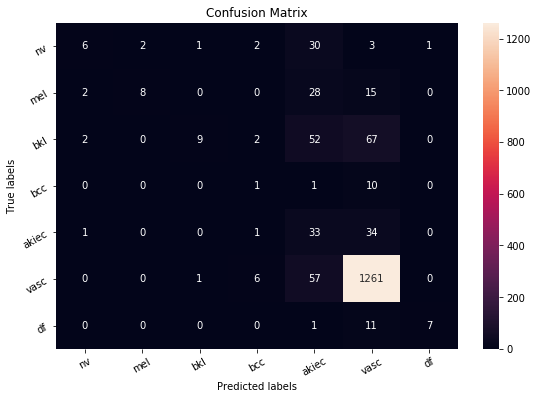 Confusion Matrix
True labels
nv 6 2 1 2 30 3 1
mel 2 8 0 0 28 15 0
bkl 2 0 9 2 52 67 0
bcc 0 0 0 1 1 10 0
akiec 1 0 0 1 33 34 0
vasc 0 0 1 6 57 1261 0
df 0 0 0 0 1 11 7
nv mel bkl bcc akiec vasc df
Predicted labels
1200
1000
800
600
400
200
0